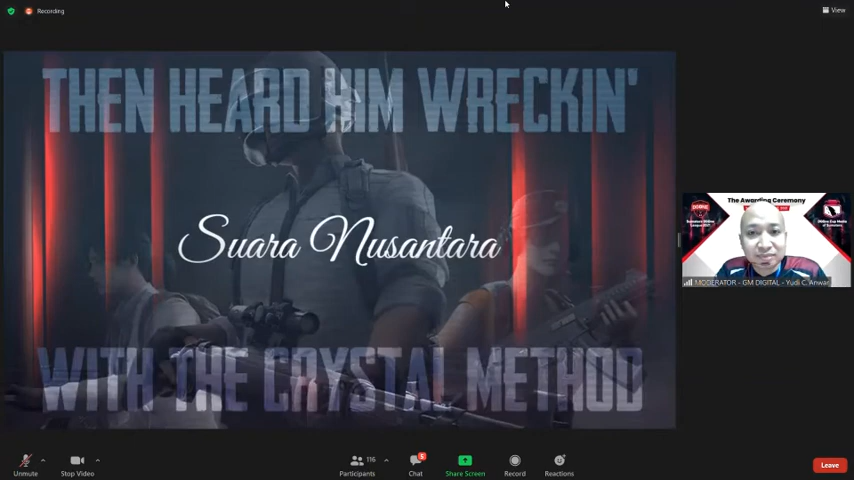 Recording
View
THEN HEARD HIM WRECKIN'
Suara Nusantara
WITH THE CRYSTAL METHOD
The Awarding Ceremony
MODERATOR - GM DIGITAL - Yudi C. Anwar
Unmute
Stop Video
Participants
116
Chat
5
Share Screen
Record
Reactions
Leave